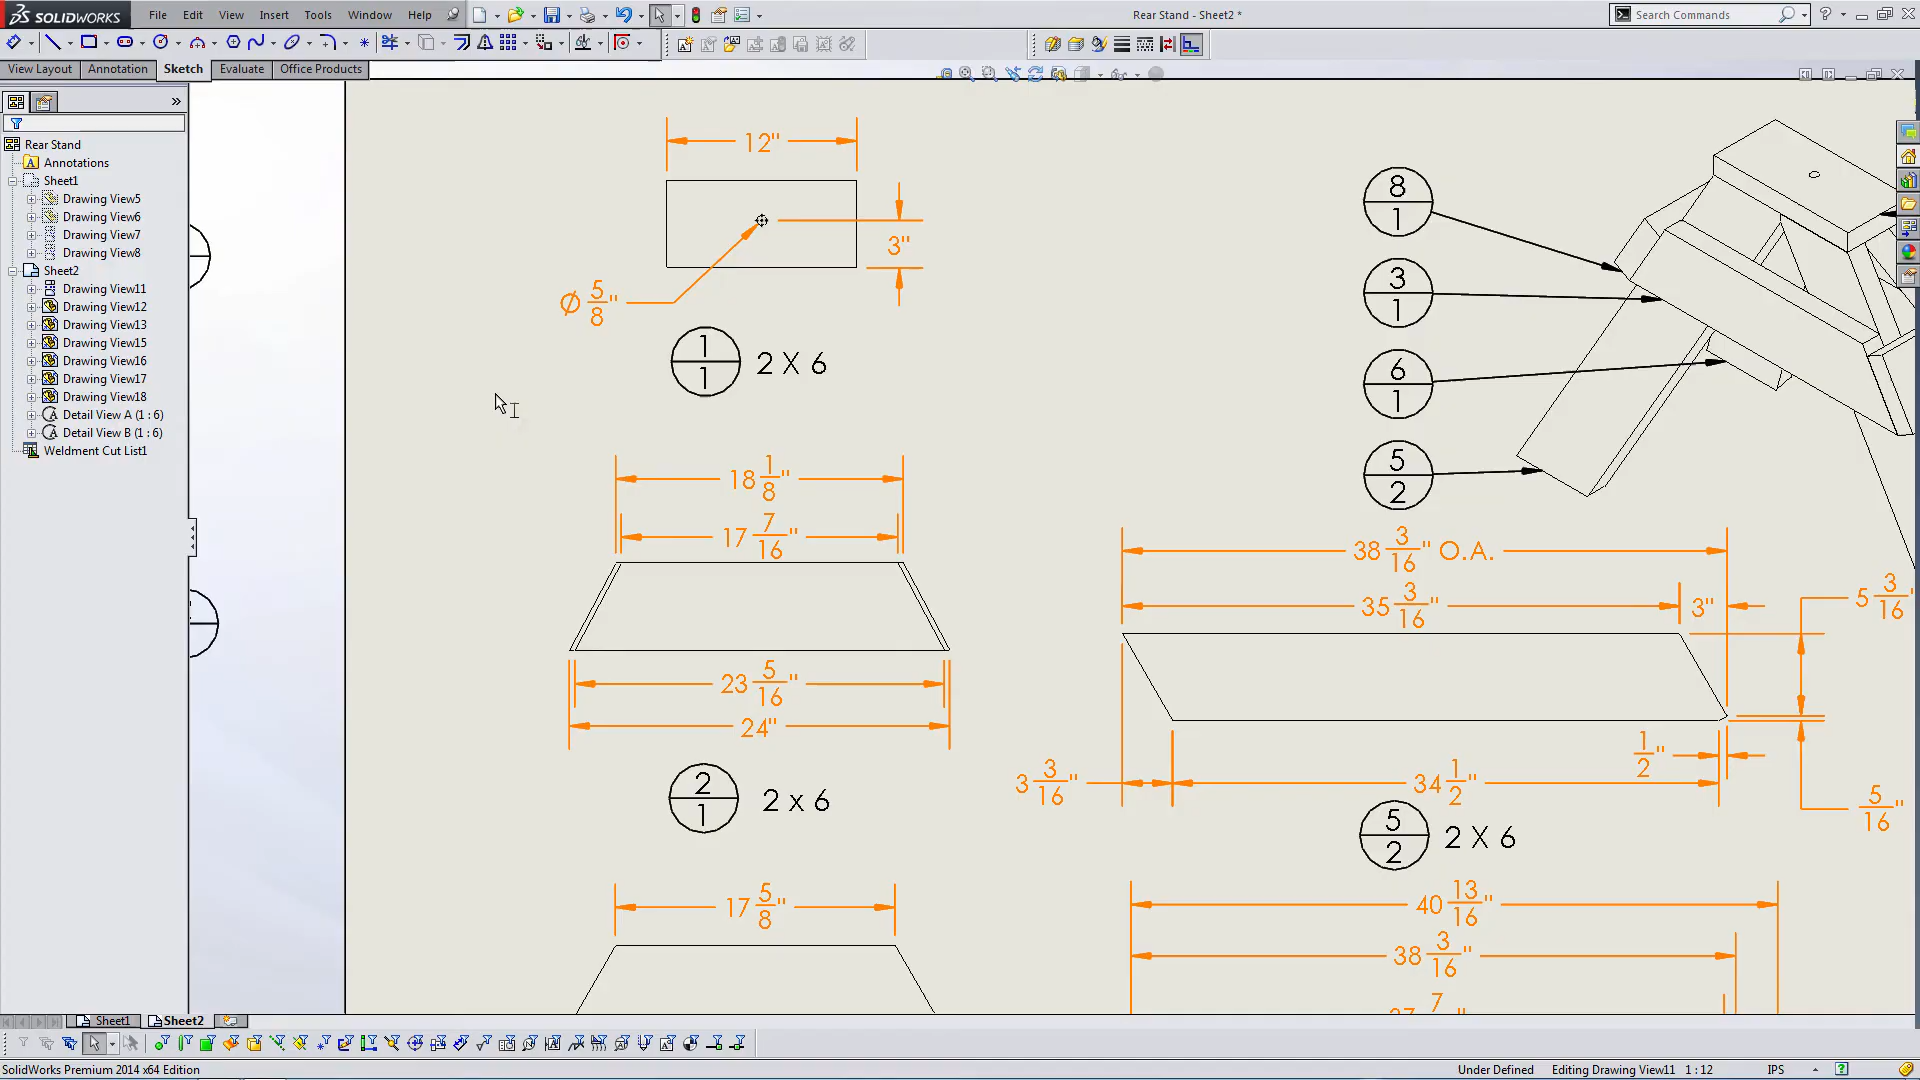 SOLIDWORKS
File Edit View Insert Tools Window Help
Rear Stand - Sheet2 *
Search Commands
View Layout Annotation Sketch Evaluate Office Products
Rear Stand
Annotations
Sheet1
Drawing View5
Drawing View6
Drawing View7
Drawing View8
Sheet2
Drawing View11
Drawing View12
Drawing View13
Drawing View15
Drawing View16
Drawing View17
Drawing View18
Detail View A (1 : 6)
Detail View B (1 : 6)
Weldment Cut List1
12"
3"
Ø 5/8"
1/1 2 X 6
18 1/8"
17 7/16"
23 5/16"
24"
2/1 2 x 6
17 5/8"
8/1
3/1
6/1
5/2
38 3/16" O.A.
35 3/16" 3"
5 3/16"
1/2"
3 3/16" 34 1/2"
5/16"
5/2 2 X 6
40 13/16"
38 3/16"
Sheet1 Sheet2
SolidWorks Premium 2014 x64 Edition
Under Defined Editing Drawing View11 1 : 12 IPS